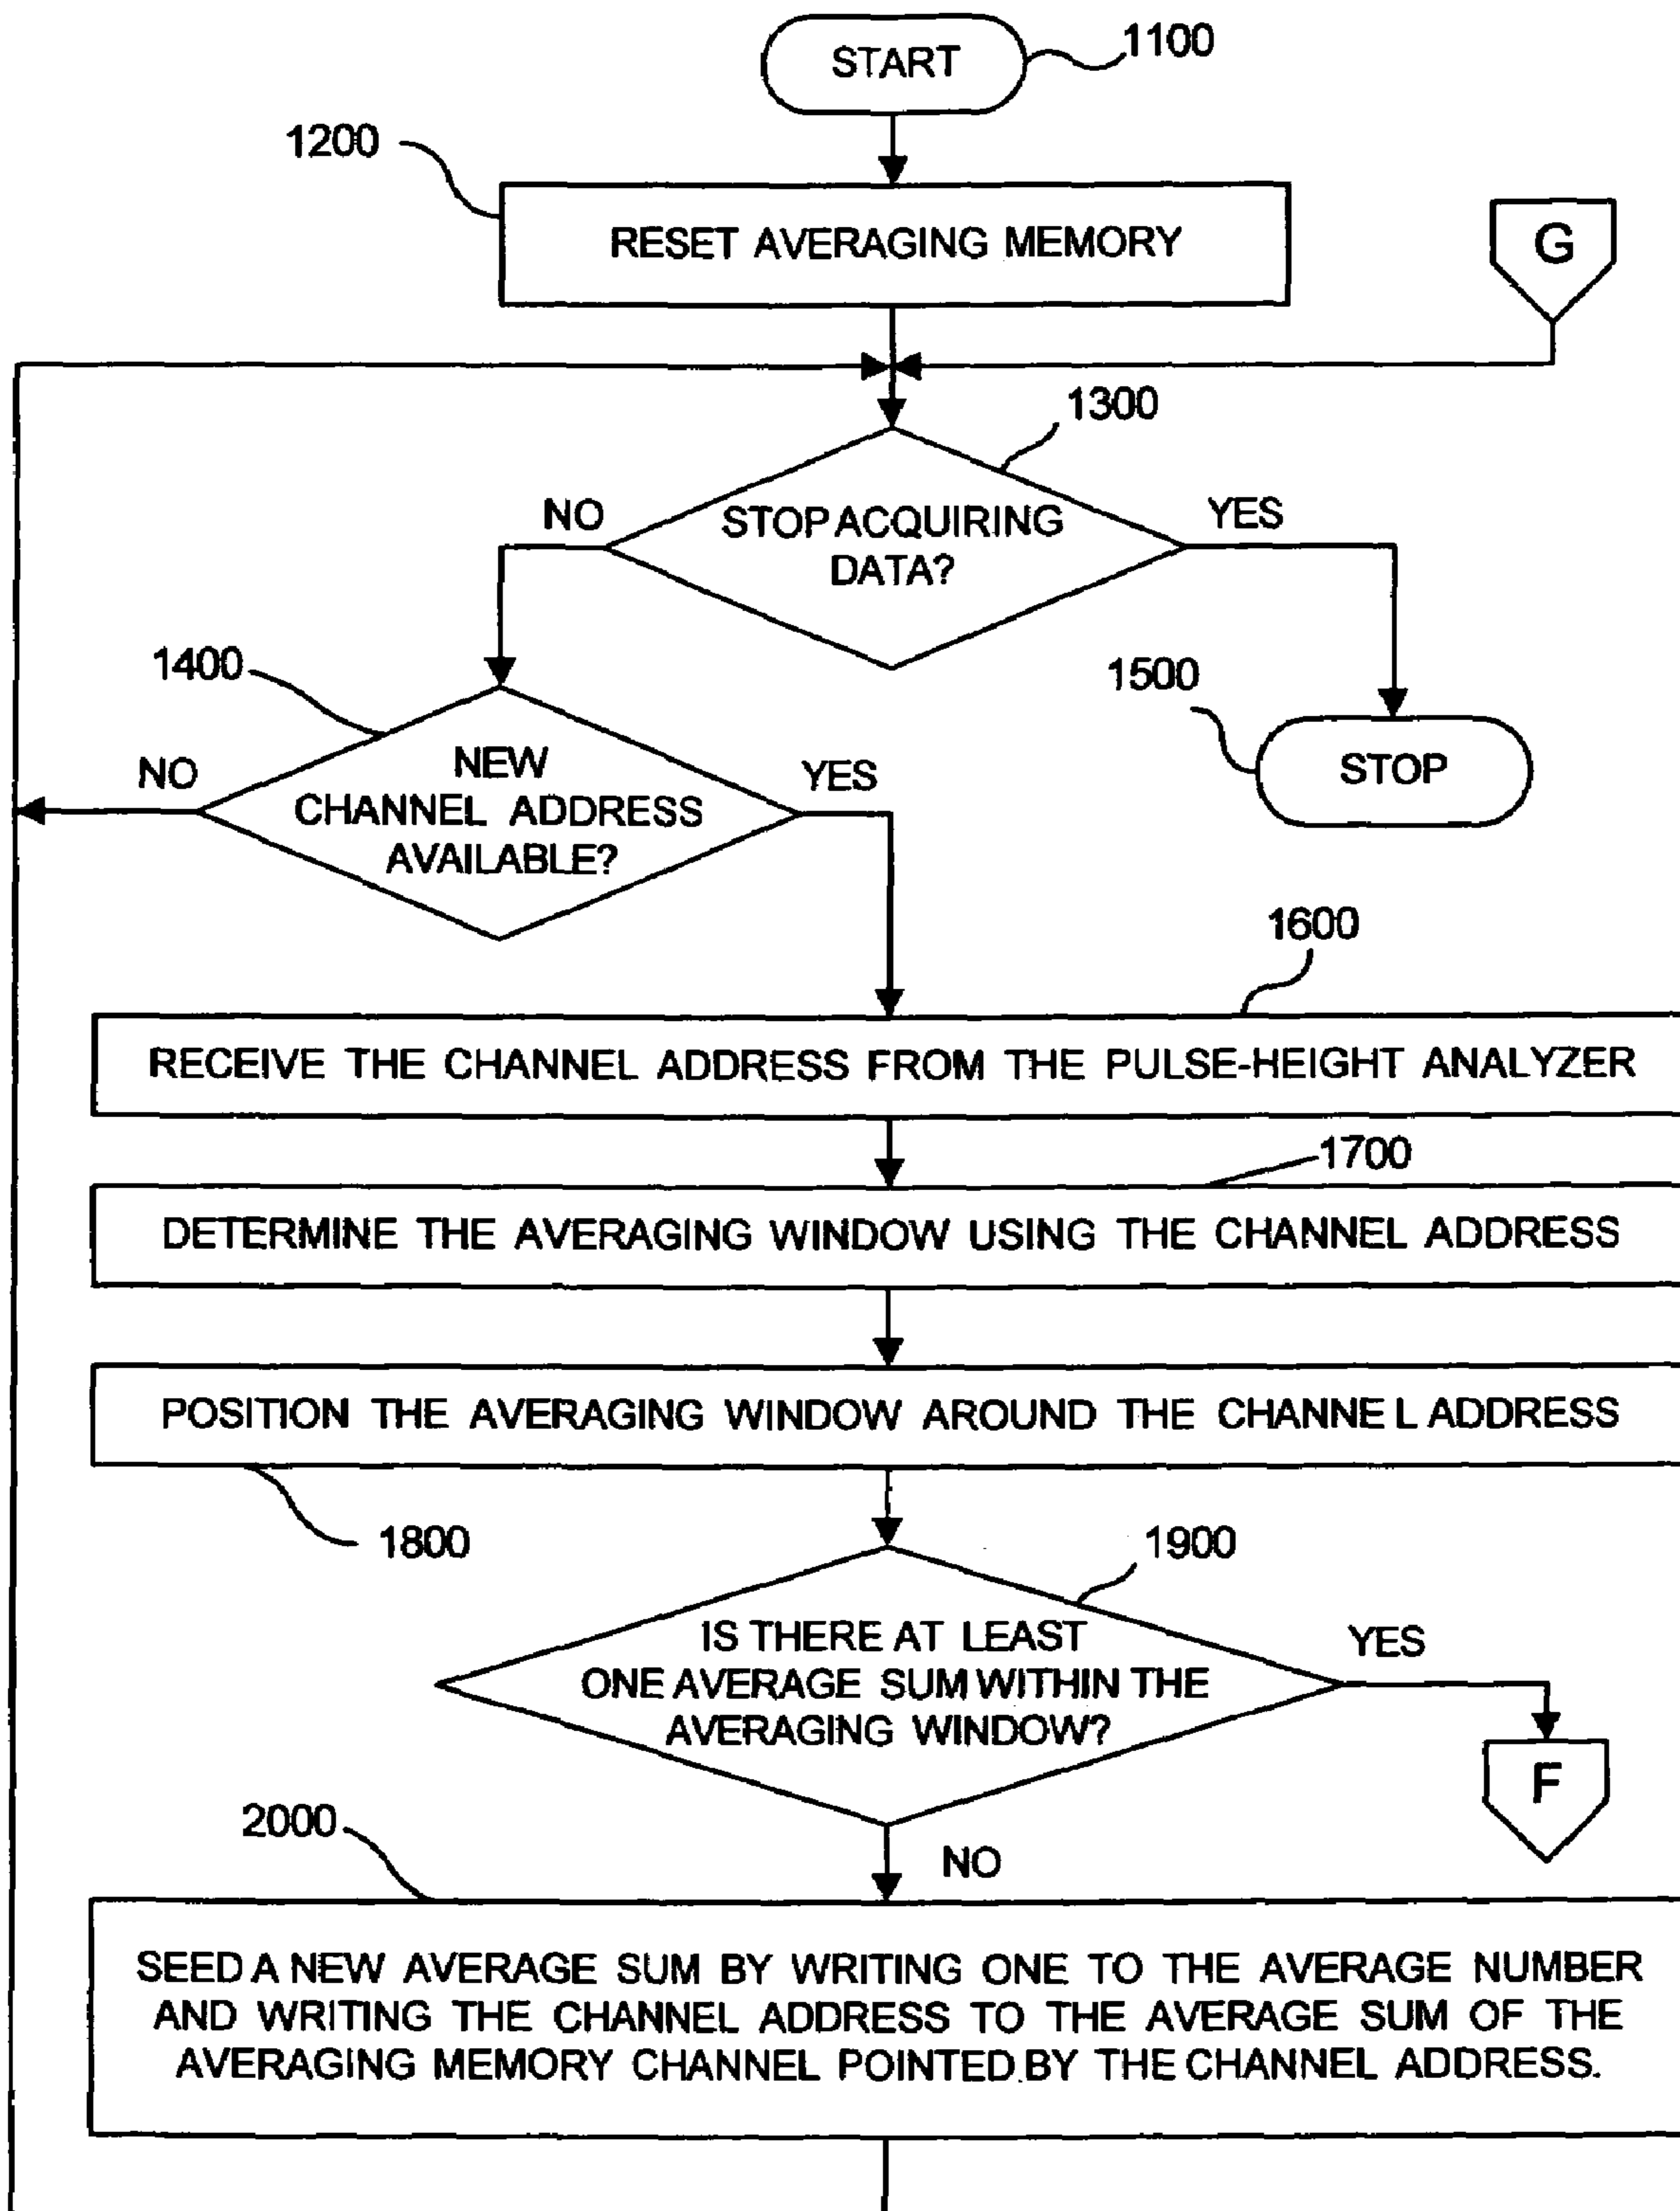 START
1100
1200
RESET AVERAGING MEMORY
G
1300
NO
STOP ACQUIRING
DATA?
YES
1400
1500
NO
NEW
CHANNEL ADDRESS
AVAILABLE?
YES
STOP
1600
RECEIVE THE CHANNEL ADDRESS FROM THE PULSE-HEIGHT ANALYZER
1700
DETERMINE THE AVERAGING WINDOW USING THE CHANNEL ADDRESS
POSITION THE AVERAGING WINDOW AROUND THE CHANNEL ADDRESS
1800
1900
IS THERE AT LEAST
ONE AVERAGE SUM WITHIN THE
AVERAGING WINDOW?
YES
F
2000
NO
SEED A NEW AVERAGE SUM BY WRITING ONE TO THE AVERAGE NUMBER
AND WRITING THE CHANNEL ADDRESS TO THE AVERAGE SUM OF THE
AVERAGING MEMORY CHANNEL POINTED BY THE CHANNEL ADDRESS.